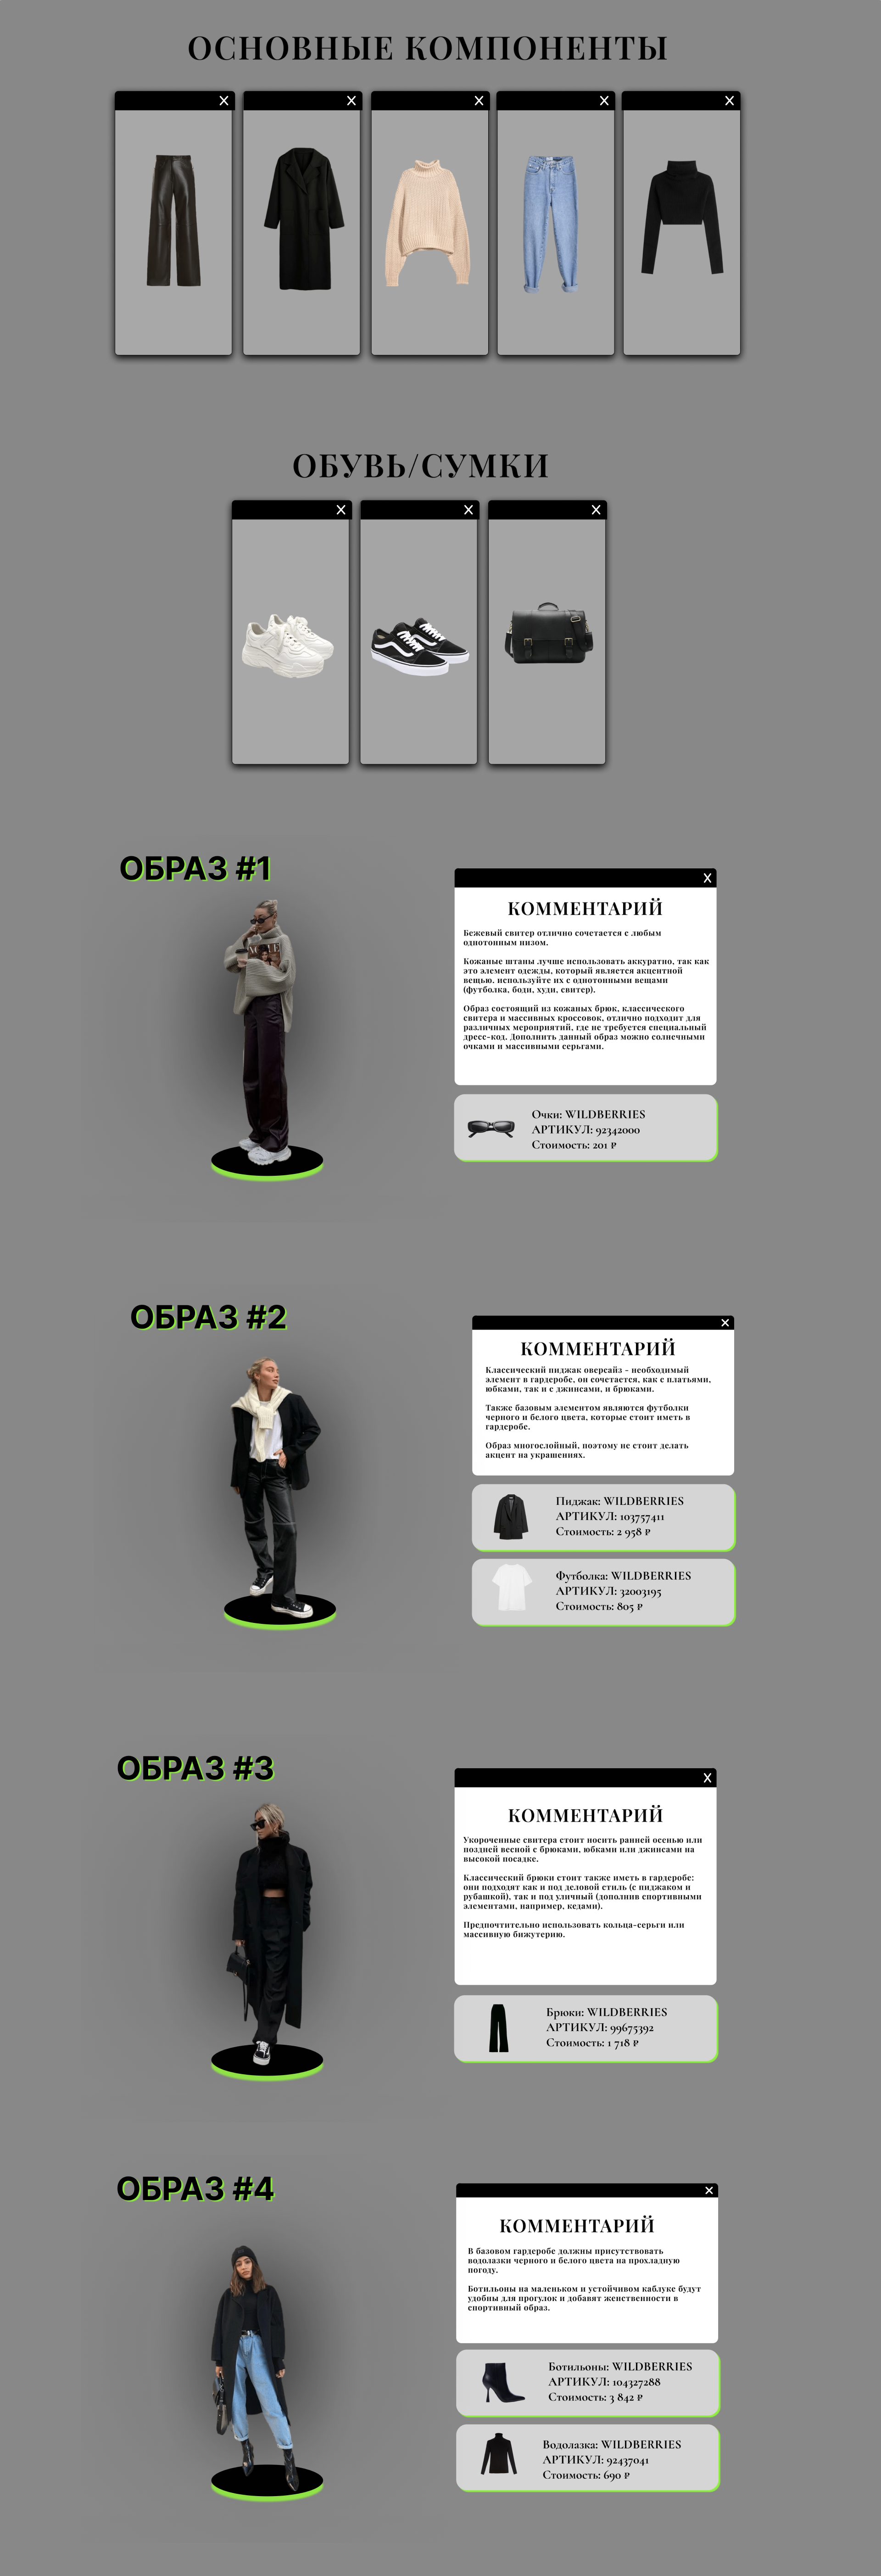 ОСНОВНЫЕ КОМПОНЕНТЫ
X
X
X
X
X
ОБУВЬ/СУМКИ
X
X
X
ОБРАЗ #1
VOGUE
X
КОММЕНТАРИЙ
Бежевый свитер отлично сочетается с любым
однотонным низом.
Кожаные штаны лучше использовать аккуратно, так как
это элемент одежды, который является акцентной
вещью. используйте их с однотонными вещами
(футболка, боди, худи, свитер).
Образ состоящий из кожаных брюк, классического
свитера и массивных кроссовок, отлично подходит для
различных мероприятий, где не требуется специальный
дресс-код. Дополнить данный образ можно солнечными
очками и массивными серьгами.
Очки: WILDBERRIES
АРТИКУЛ: 92342000
Стоимость: 201 ₽
ОБРАЗ #2
X
КОММЕНТАРИЙ
Классический пиджак оверсайз - необходимый
элемент в гардеробе, он сочетается, как с платьями,
юбками, так и с джинсами, и брюками.
Также базовым элементом являются футболки
черного и белого цвета, которые стоит иметь в
гардеробе.
Образ многослойный, поэтому не стоит делать
акцент на украшениях.
Пиджак: WILDBERRIES
АРТИКУЛ: 103757411
Стоимость: 2 958 ₽
Футболка: WILDBERRIES
АРТИКУЛ: 32003195
Стоимость: 805 ₽
ОБРАЗ #3
X
КОММЕНТАРИЙ
Укороченные свитера стоит носить ранней осенью или
поздней весной с брюками, юбками или джинсами на
высокой посадке.
Классический брюки стоит также иметь в гардеробе:
они подходят как и под деловой стиль (с пиджаком и
рубашкой), так и под уличный (дополнив спортивными
элементами, например, кедами).
Предпочтительно использовать кольца-серьги или
массивную бижутерию.
Брюки: WILDBERRIES
АРТИКУЛ: 99675392
Стоимость: 1 718 ₽
ОБРАЗ #4
X
КОММЕНТАРИЙ
В базовом гардеробе должны присутствовать
водолазки черного и белого цвета на прохладную
погоду.
Ботильоны на маленьком и устойчивом каблуке будут
удобны для прогулок и добавят женственности в
спортивный образ.
Ботильоны: WILDBERRIES
АРТИКУЛ: 104327288
Стоимость: 3 842 ₽
Водолазка: WILDBERRIES
АРТИКУЛ: 92437041
Стоимость: 690 ₽